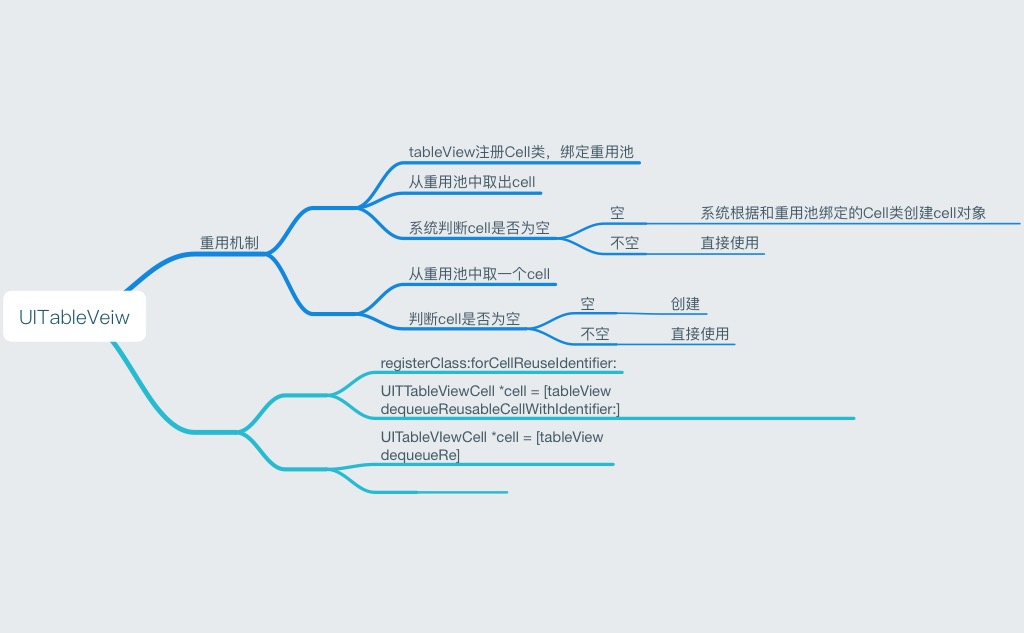 UITableVeiw
重用机制
tableView注册Cell类，绑定重用池
从重用池中取出cell
系统判断cell是否为空
空
系统根据和重用池绑定的Cell类创建cell对象
不空
直接使用
从重用池中取一个cell
判断cell是否为空
空
创建
不空
直接使用
registerClass:forCellReuseIdentifier:
UITTableViewCell *cell = [tableView
dequeueReusableCellWithIdentifier:]
UITableVIewCell *cell = [tableView
dequeueRe]